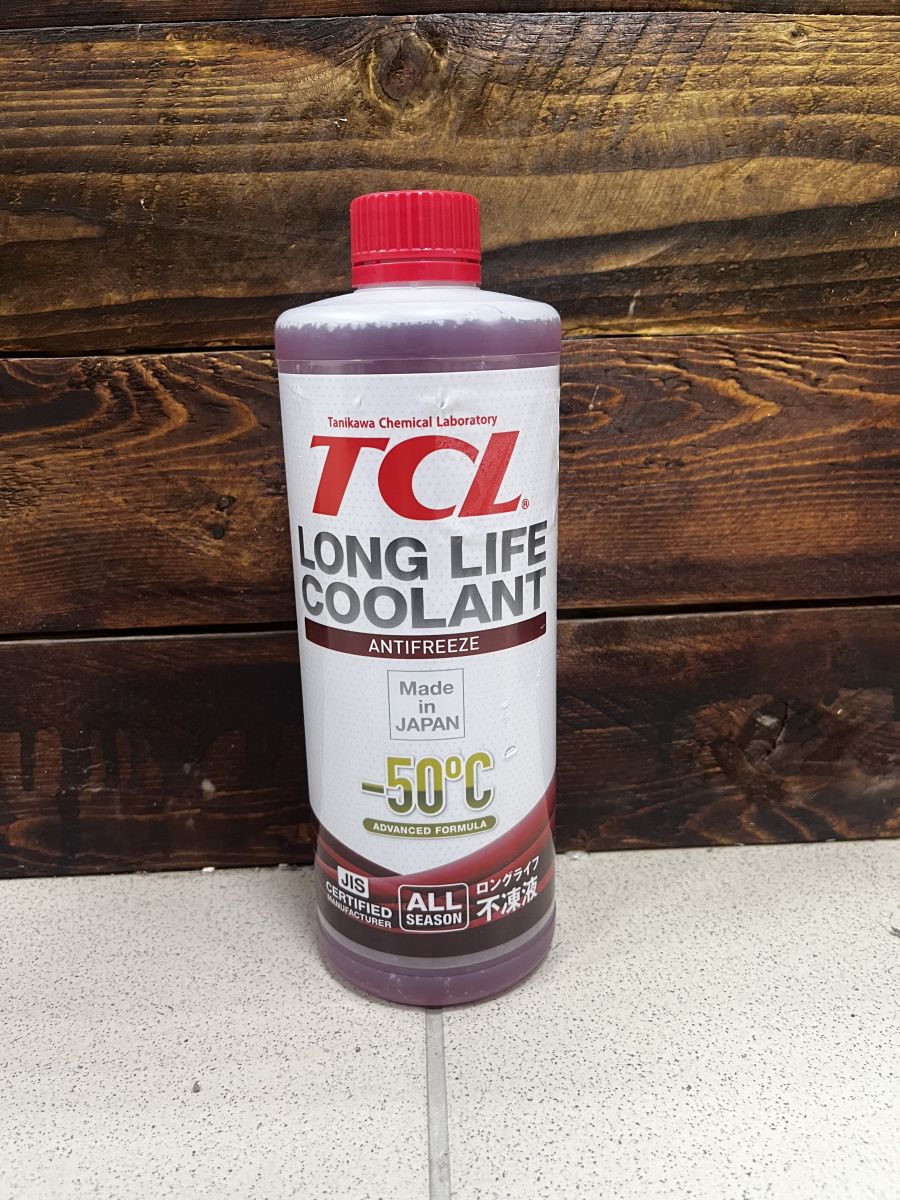 Tanikawa Chemical Laboratory
TCL®
LONG LIFE
COOLANT
ANTIFREEZE
Made
in
JAPAN
-50ºC
ADVANCED FORMULA
JIS
CERTIFIED
MANUFACTURER
ALL
SEASON
ロングライフ
不凍液